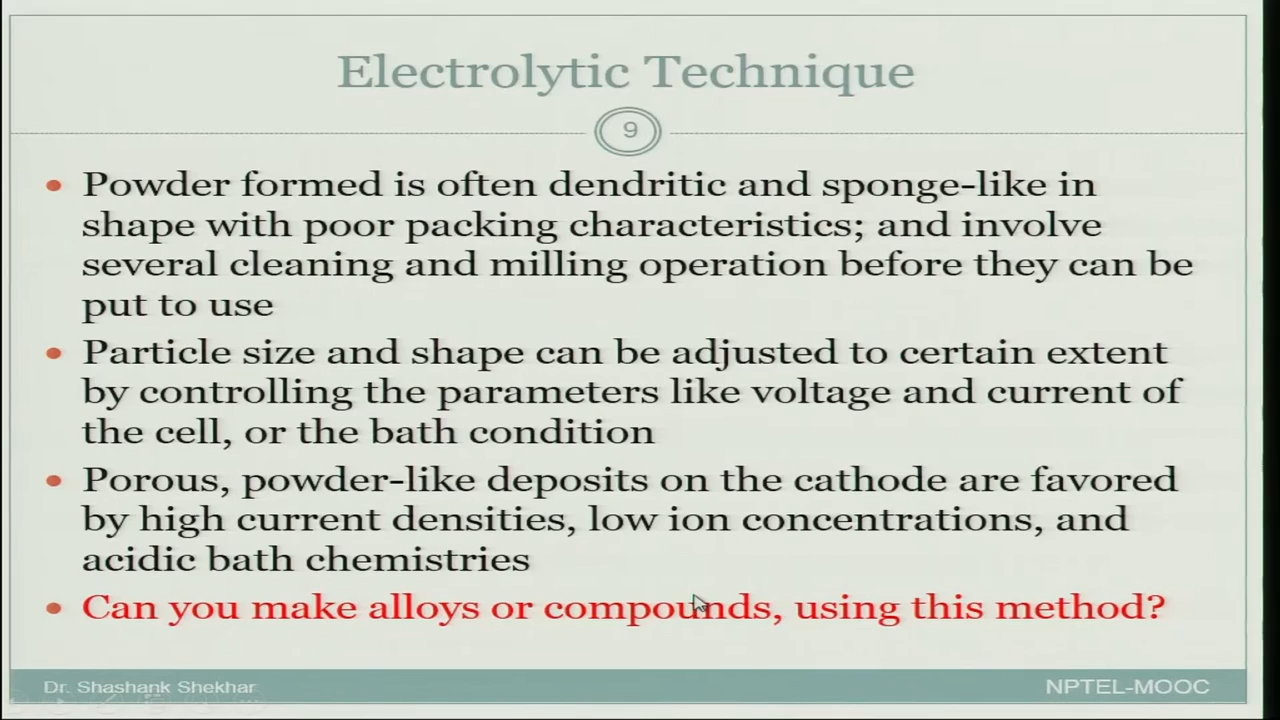 Electrolytic Technique
9
• Powder formed is often dendritic and sponge-like in
shape with poor packing characteristics; and involve
several cleaning and milling operation before they can be
put to use
• Particle size and shape can be adjusted to certain extent
by controlling the parameters like voltage and current of
the cell, or the bath condition
• Porous, powder-like deposits on the cathode are favored
by high current densities, low ion concentrations, and
acidic bath chemistries
• Can you make alloys or compounds, using this method?
Dr. Shashank Shekhar
NPTEL-MOOC